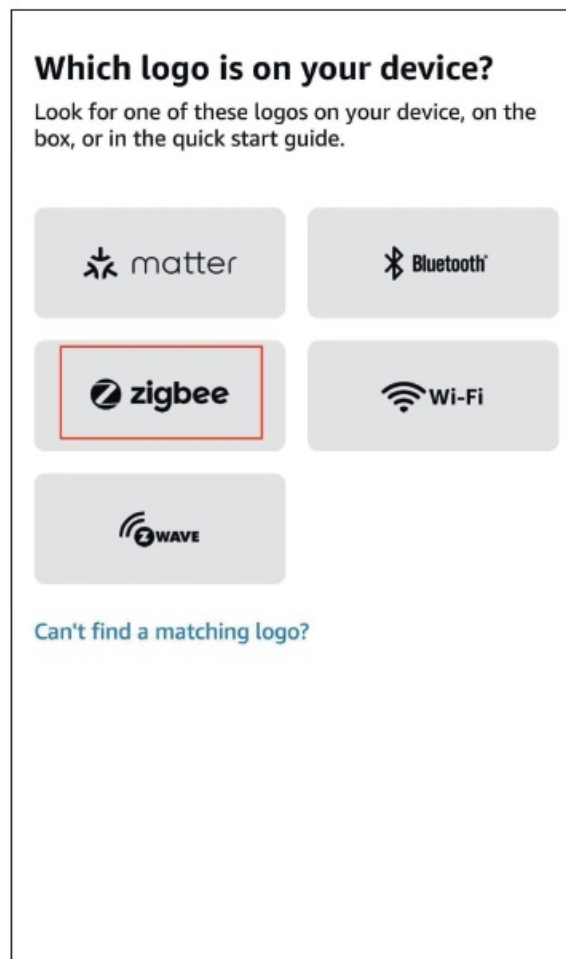 Which logo is on your device?
Look for one of these logos on your device, on the
box, or in the quick start guide.
matter
Bluetooth
zigbee
Wi-Fi
Z WAVE
Can't find a matching logo?